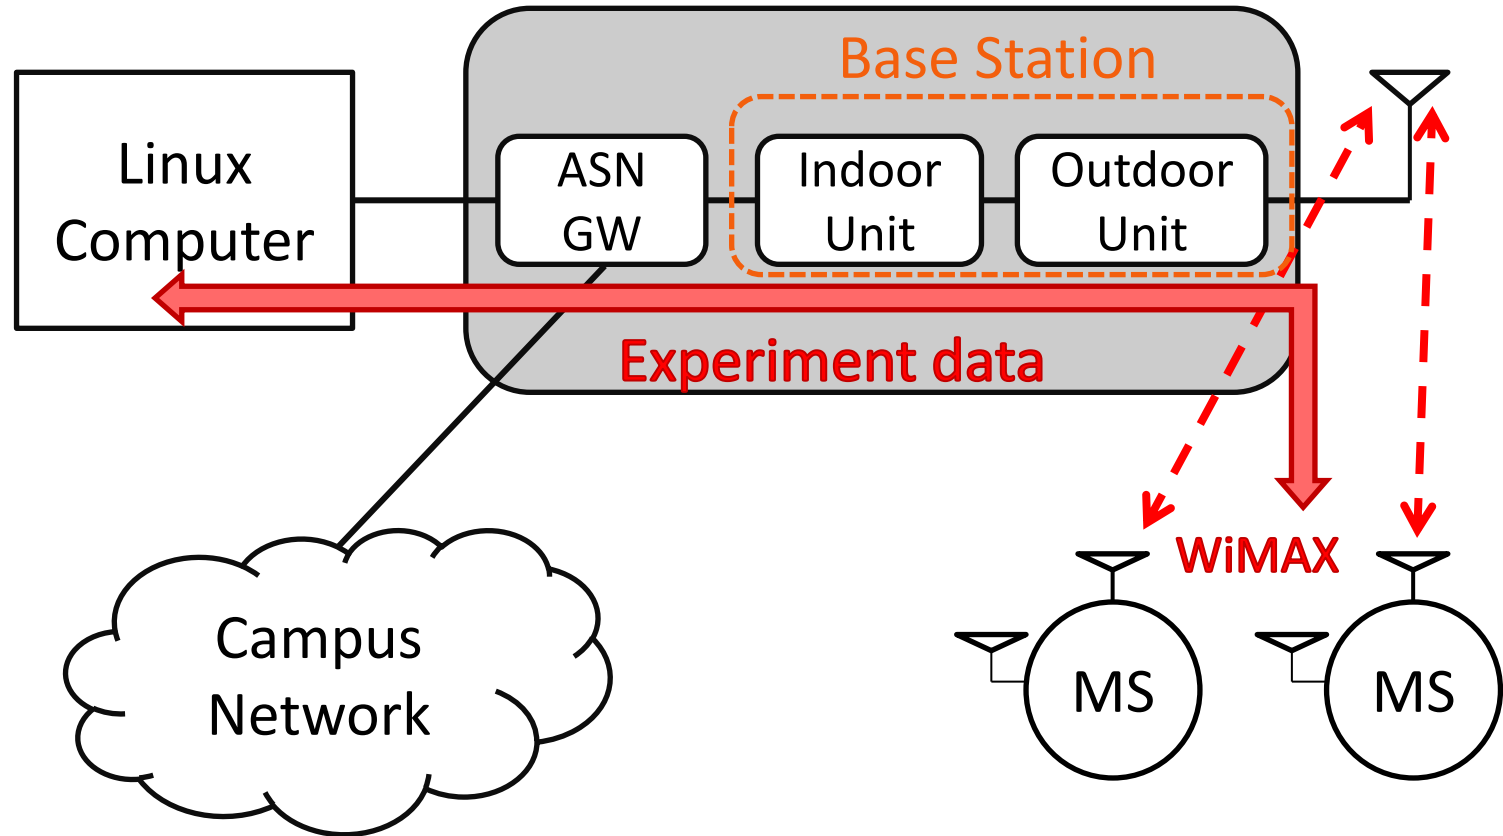 Base Station
Linux
Computer
ASN
GW
Indoor
Unit
Outdoor
Unit
Experiment data
WiMAX
Campus
Network
MS
MS